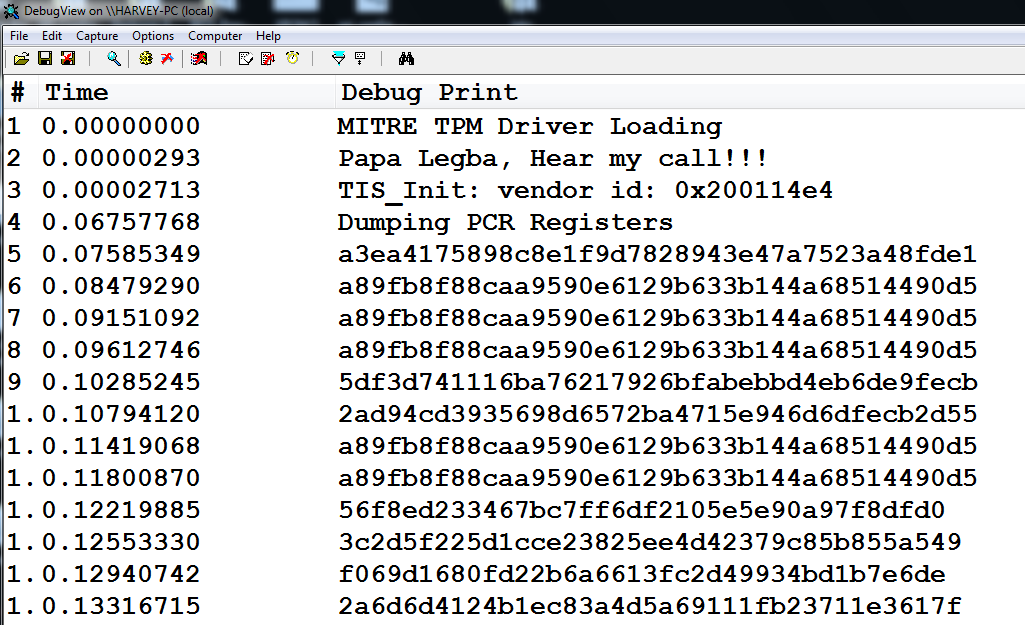 DebugView on \\HARVEY-PC (local)
File Edit Capture Options Computer Help
# Time Debug Print
1 0.00000000 MITRE TPM Driver Loading
2 0.00000293 Papa Legba, Hear my call!!!
3 0.00002713 TIS_Init: vendor id: 0x200114e4
4 0.06757768 Dumping PCR Registers
5 0.07585349 a3ea4175898c8e1f9d7828943e47a7523a48fde1
6 0.08479290 a89fb8f88caa9590e6129b633b144a68514490d5
7 0.09151092 a89fb8f88caa9590e6129b633b144a68514490d5
8 0.09612746 a89fb8f88caa9590e6129b633b144a68514490d5
9 0.10285245 5df3d741116ba76217926bfabebbd4eb6de9fecb
1. 0.10794120 2ad94cd3935698d6572ba4715e946d6dfecb2d55
1. 0.11419068 a89fb8f88caa9590e6129b633b144a68514490d5
1. 0.11800870 a89fb8f88caa9590e6129b633b144a68514490d5
1. 0.12219885 56f8ed233467bc7ff6df2105e5e90a97f8dfd0
1. 0.12553330 3c2d5f225d1cce23825ee4d42379c85b855a549
1. 0.12940742 f069d1680fd22b6a6613fc2d49934bd1b7e6de
1. 0.13316715 2a6d6d4124b1ec83a4d5a69111fb23711e3617f